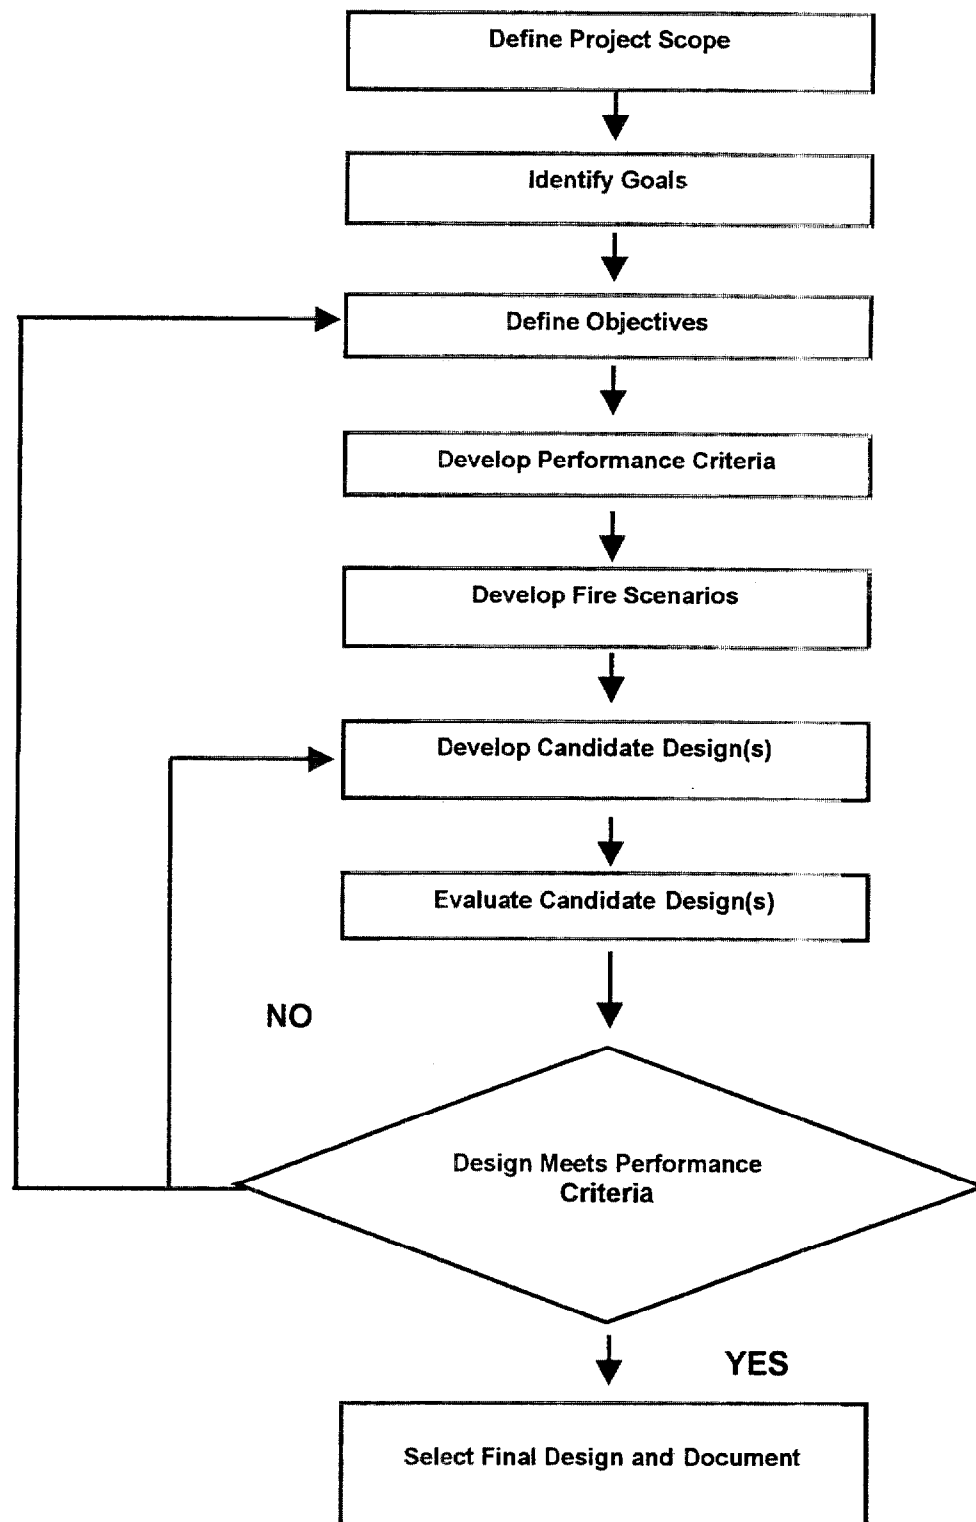 Define Project Scope
Identify Goals
Define Objectives
Develop Performance Criteria
Develop Fire Scenarios
Develop Candidate Design(s)
Evaluate Candidate Design(s)
NO
Design Meets Performance
Criteria
YES
Select Final Design and Document